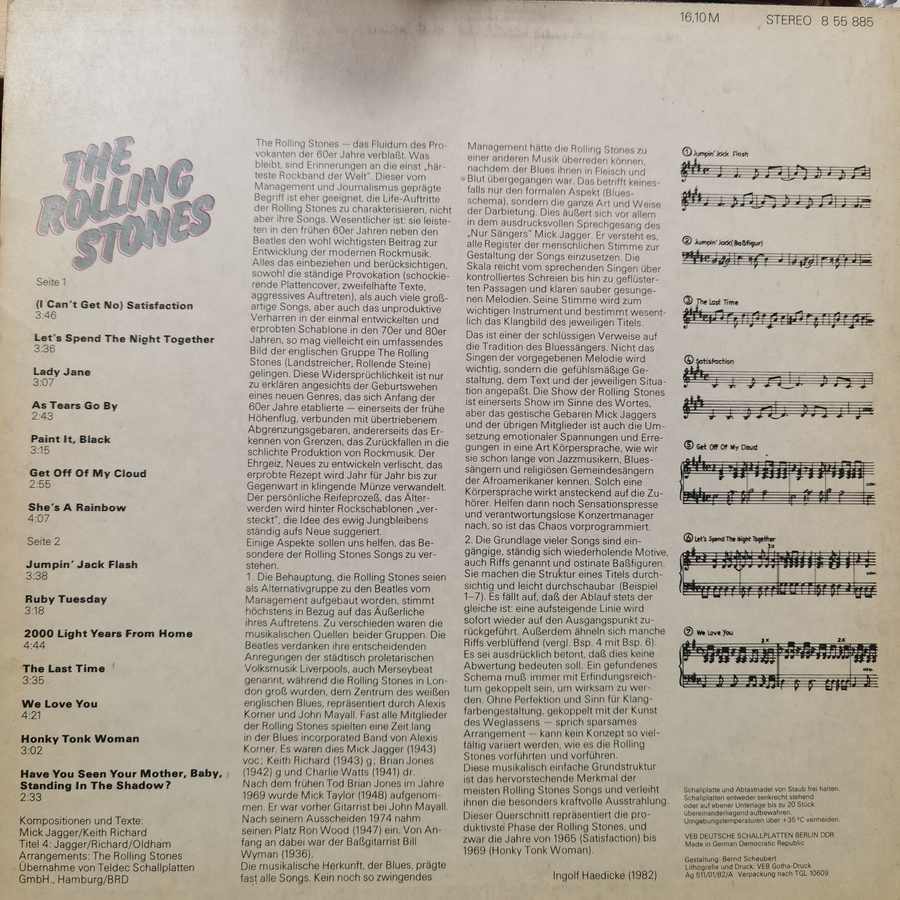 16,10 M STEREO 8 55 885
THE
ROLLING
STONES
Seite 1
(I Can't Get No) Satisfaction
3:46
Let's Spend The Night Together
3:36
Lady Jane
3:07
As Tears Go By
2:43
Paint It, Black
3:15
Get Off Of My Cloud
2:55
She's A Rainbow
4:07
Seite 2
Jumpin' Jack Flash
3:38
Ruby Tuesday
3:18
2000 Light Years From Home
4:44
The Last Time
3:35
We Love You
4:21
Honky Tonk Woman
3:02
Have You Seen Your Mother, Baby,
Standing In The Shadow?
2:33
Kompositionen und Texte:
Mick Jagger/Keith Richard
Titel 4: Jagger/Richard/Oldham
Arrangements: The Rolling Stones
Übernahme von Teldec Schallplatten
GmbH., Hamburg/BRD
The Rolling Stones – das Fluidum des Pro-
vokanten der 60er Jahre verblaßt. Was
bleibt, sind Erinnerungen an die einst „här-
teste Rockband der Welt". Dieser vom
Management und Journalismus geprägte
Begriff ist eher geeignet, die Life-Auftritte
der Rolling Stones zu charakterisieren, nicht
aber ihre Songs. Wesentlicher ist: sie leiste-
ten in den frühen 60er Jahren neben den
Beatles den wohl wichtigsten Beitrag zur
Entwicklung der modernen Rockmusik.
Alles das einbeziehen und berücksichtigen,
sowohl die ständige Provokation (schockie-
rende Plattencover, zweifelhafte Texte,
aggressives Auftreten), als auch viele groß-
artige Songs, aber auch das unproduktive
Verharren in der einmal entwickelten und
erprobten Schablone in den 70er und 80er
Jahren, so mag vielleicht ein umfassendes
Bild der englischen Gruppe The Rolling
Stones (Landstreicher, Rollende Steine)
gelingen. Diese Widersprüchlichkeit ist nur
zu erklären angesichts der Geburtswehen
eines neuen Genres, das sich Anfang der
60er Jahre etablierte – einerseits der frühe
Höhenflug, verbunden mit übertriebenem
Abgrenzungsgebaren, andererseits das Er-
kennen von Grenzen, das Zurückfallen in die
schlichte Produktion von Rockmusik. Der
Ehrgeiz, Neues zu entwickeln verlischt, das
erprobte Rezept wird Jahr für Jahr bis zur
Gegenwart in klingende Münze verwandelt.
Der persönliche Reifeprozeß, das Älter-
werden wird hinter Rockschablonen „ver-
steckt", die Idee des ewig Jungbleibens
ständig aufs Neue suggeriert.
Einige Aspekte sollen uns helfen, das Be-
sondere der Rolling Stones Songs zu ver-
stehen.
1. Die Behauptung, die Rolling Stones seien
als Alternativgruppe zu den Beatles vom
Management aufgebaut worden, stimmt
höchstens in Bezug auf das Äußerliche
ihres Auftretens. Zu verschieden waren die
musikalischen Quellen beider Gruppen. Die
Beatles verdanken ihre entscheidenden
Anregungen der städtisch proletarischen
Volksmusik Liverpools, auch Merseybeat
genannt, während die Rolling Stones in Lon-
don groß wurden, dem Zentrum des weißen
englischen Blues, repräsentiert durch Alexis
Korner und John Mayall. Fast alle Mitglieder
der Rolling Stones spielten eine Zeit lang
in der Blues incorporated Band von Alexis
Korner. Es waren dies Mick Jagger (1943)
voc.; Keith Richard (1943) g.; Brian Jones
(1942) g und Charlie Watts (1941) dr.
Nach dem frühen Tod Brian Jones im Jahre
1969 wurde Mick Taylor (1948) aufgenom-
men. Er war vorher Gitarrist bei John Mayall.
Nach seinem Ausscheiden 1974 nahm
seinen Platz Ron Wood (1947) ein. Von An-
fang an dabei war der Baßgitarrist Bill
Wyman (1936).
Die musikalische Herkunft, der Blues, prägte
fast alle Songs. Kein noch so zwingendes
Management hätte die Rolling Stones zu
einer anderen Musik überreden können,
nachdem der Blues ihnen in Fleisch und
Blut übergegangen war. Das betrifft keines-
falls nur den formalen Aspekt (Blues-
schema), sondern die ganze Art und Weise
der Darbietung. Dies äußert sich vor allem
in dem ausdrucksvollen Sprechgesang des
„Nur Sängers" Mick Jagger. Er versteht es,
alle Register der menschlichen Stimme zur
Gestaltung der Songs einzusetzen. Die
Skala reicht vom sprechenden Singen über
kontrolliertes Schreien bis hin zu geflüster-
ten Passagen und klaren sauber gesunge-
nen Melodien. Seine Stimme wird zum
wichtigen Instrument und bestimmt wesent-
lich das Klangbild des jeweiligen Titels.
Das ist einer der schlüssigen Verweise auf
die Tradition des Bluessängers. Nicht das
Singen der vorgegebenen Melodie wird
wichtig, sondern die gefühlsmäßige Ge-
staltung, dem Text und der jeweiligen Situa-
tion angepaßt. Die Show der Rolling Stones
ist einerseits Show im Sinne des Wortes,
aber das gestische Gebaren Mick Jaggers
und der übrigen Mitglieder ist auch die Um-
setzung emotionaler Spannungen und Erre-
gungen in eine Art Körpersprache, wie wir
sie schon lange von Jazzmusikern, Blues-
sängern und religiösen Gemeindesängern
der Afroamerikaner kennen. Solch eine
Körpersprache wirkt ansteckend auf die Zu-
hörer. Helfen dann noch Sensationspresse
und verantwortungslose Konzertmanager
nach, so ist das Chaos vorprogrammiert.
2. Die Grundlage vieler Songs sind ein-
gängige, ständig sich wiederholende Motive,
auch Riffs genannt und ostinate Baßfiguren.
Sie machen die Struktur eines Titels durch-
sichtig und leicht durchschaubar (Beispiel
1–7). Es fällt auf, daß der Ablauf stets der
gleiche ist: eine aufsteigende Linie wird
sofort wieder auf den Ausgangspunkt zu-
rückgeführt. Außerdem ähneln sich manche
Riffs verblüffend (vergl. Bsp. 4 mit Bsp. 6).
Es sei ausdrücklich betont, daß dies keine
Abwertung bedeuten soll. Ein gefundenes
Schema muß immer mit Erfindungsreich-
tum gekoppelt sein, um wirksam zu wer-
den. Ohne Perfektion und Sinn für Klang-
farbengestaltung, gekoppelt mit der Kunst
des Weglassens – sprich sparsames
Arrangement – kann kein Konzept so viel-
fältig variiert werden, wie es die Rolling
Stones vorführten und vorführen.
Diese musikalisch einfache Grundstruktur
ist das hervorstechende Merkmal der
meisten Rolling Stones Songs und verleiht
ihnen die besonders kraftvolle Ausstrahlung.
Dieser Querschnitt repräsentiert die pro-
duktivste Phase der Rolling Stones, und
zwar die Jahre von 1965 (Satisfaction) bis
1969 (Honky Tonk Woman).
Ingolf Haedicke (1982)
1 Jumpin' Jack Flash
2 Jumpin' Jack (Baßfigur)
3 The Last Time
4 Satisfaction
5 Get Off Of My Cloud
6 Let's Spend The Night Together
3x
7 We Love You
2x 2x
Schallplatte und Abtastnadel von Staub frei halten.
Schallplatten entweder senkrecht stehend
oder auf ebener Unterlage bis zu 20 Stück
übereinanderliegend aufbewahren.
Umgebungstemperaturen über +35 °C vermeiden.
VEB DEUTSCHE SCHALLPLATTEN BERLIN DDR
Made in German Democratic Republic
Gestaltung: Bernd Scheubert
Lithografie und Druck: VEB Gotha-Druck
Ag 511/01/82/A Verpackung nach TGL 10609